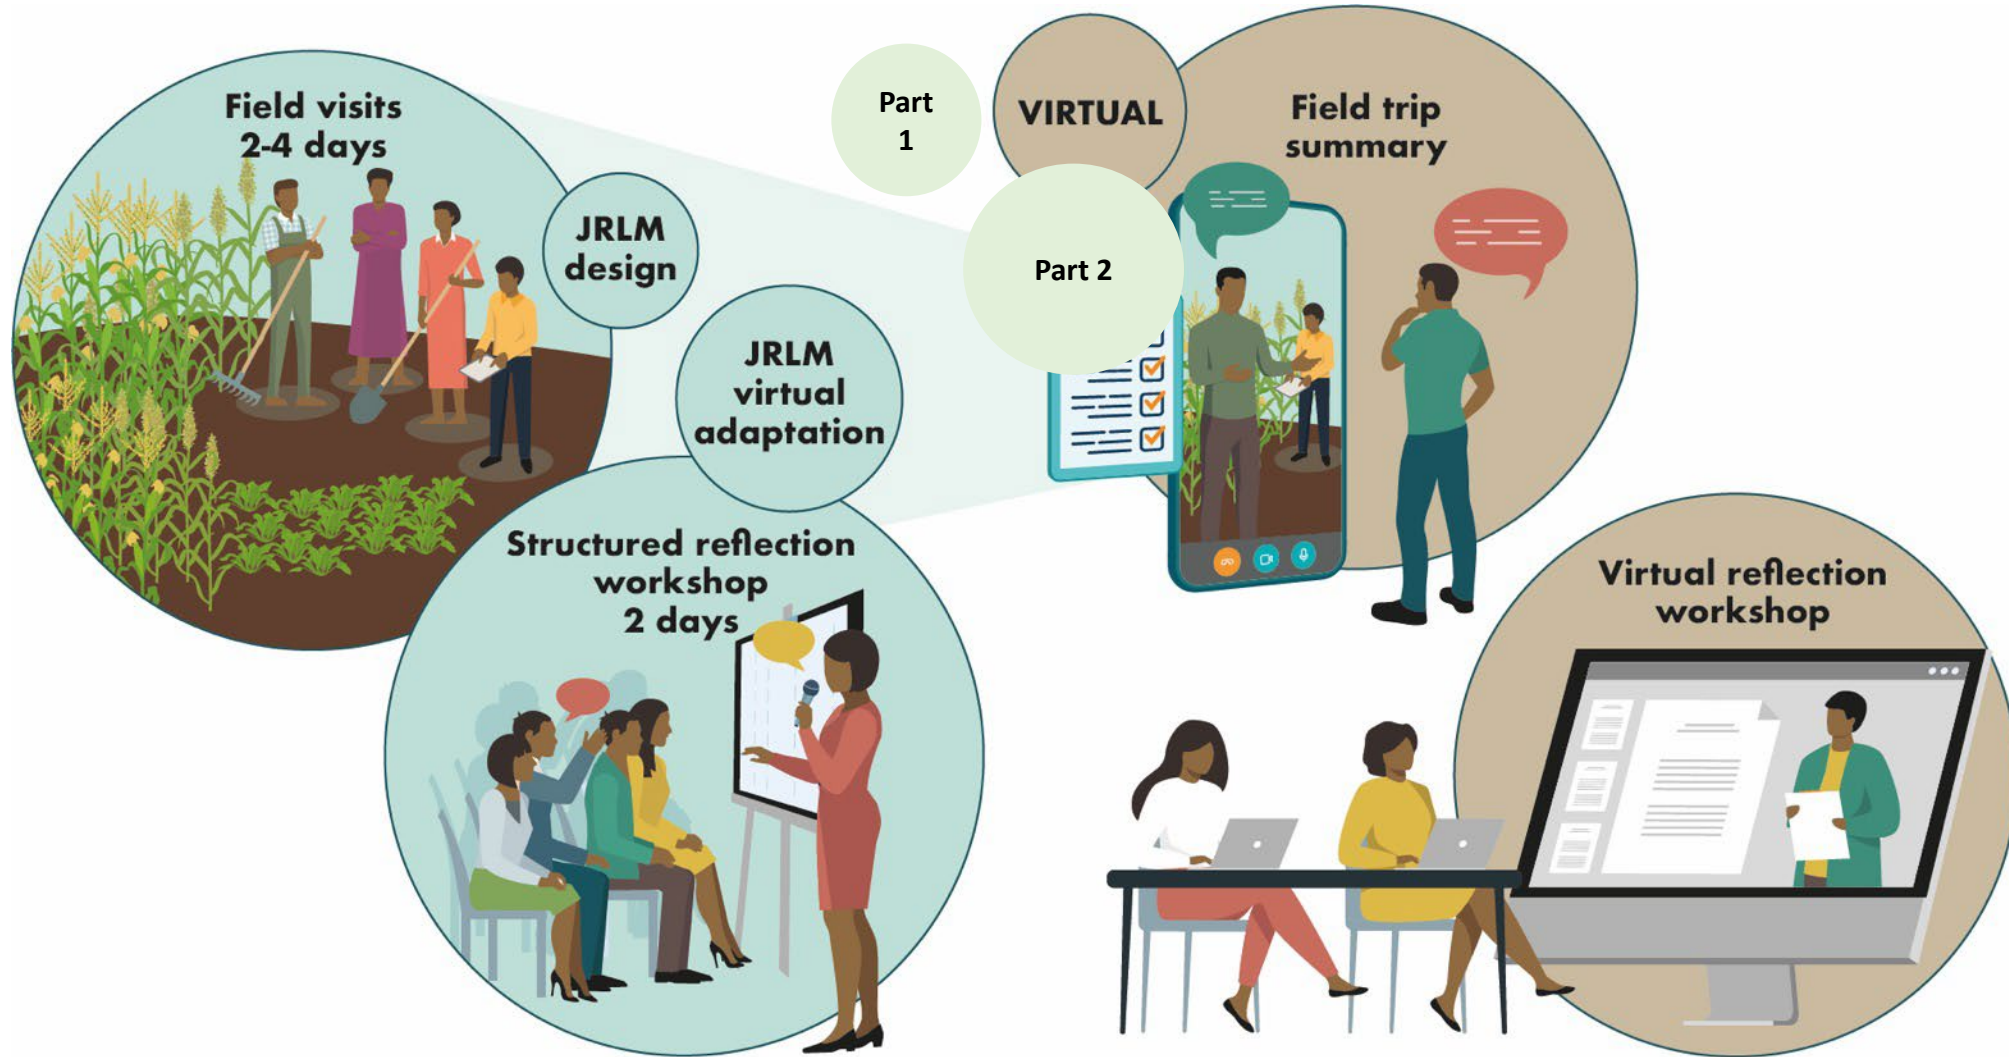 Field visits
2-4 days
JRLM
design
JRLM
virtual
adaptation
Structured reflection
workshop
2 days
Part
1
VIRTUAL
Part 2
Field trip
summary
Virtual reflection
workshop